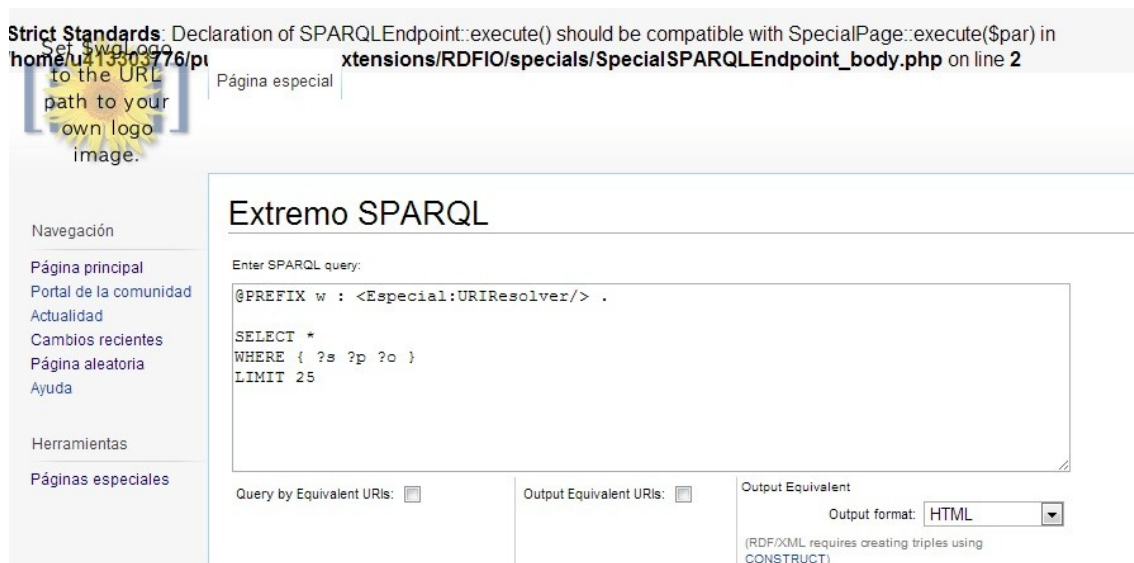 Strict Standards: Declaration of SPARQLEndpoint::execute() should be compatible with SpecialPage::execute($par) in
/home/u413303776/pu xtensions/RDFIO/specials/SpecialSPARQLEndpoint_body.php on line 2
Set $wgLogo
to the URL
path to your
own logo
image.
Página especial
Extremo SPARQL
Navegación
Página principal
Portal de la comunidad
Actualidad
Cambios recientes
Página aleatoria
Ayuda
Herramientas
Páginas especiales
Enter SPARQL query:
@PREFIX w : <Especial:URIResolver/> .
SELECT *
WHERE { ?s ?p ?o }
LIMIT 25
Query by Equivalent URIs:
Output Equivalent URIs:
Output Equivalent
Output format: HTML
(RDF/XML requires creating triples using
CONSTRUCT)